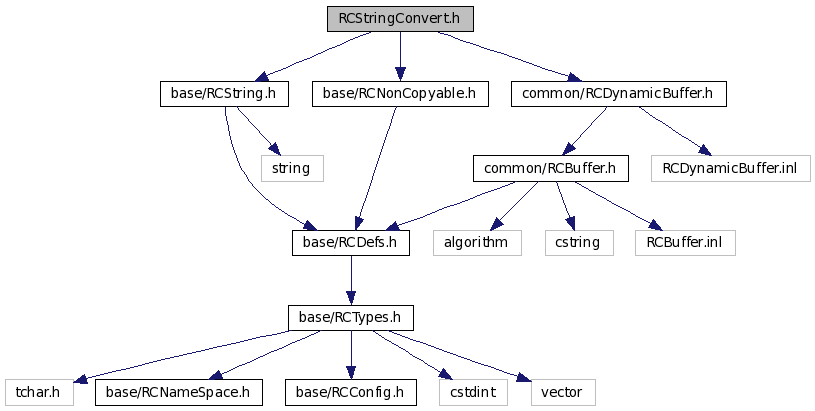 RCStringConvert.h
base/RCString.h
base/RCNonCopyable.h
common/RCDynamicBuffer.h
string
common/RCBuffer.h
RCDynamicBuffer.inl
base/RCDefs.h
algorithm
cstring
RCBuffer.inl
base/RCTypes.h
tchar.h
base/RCNameSpace.h
base/RCConfig.h
cstdint
vector